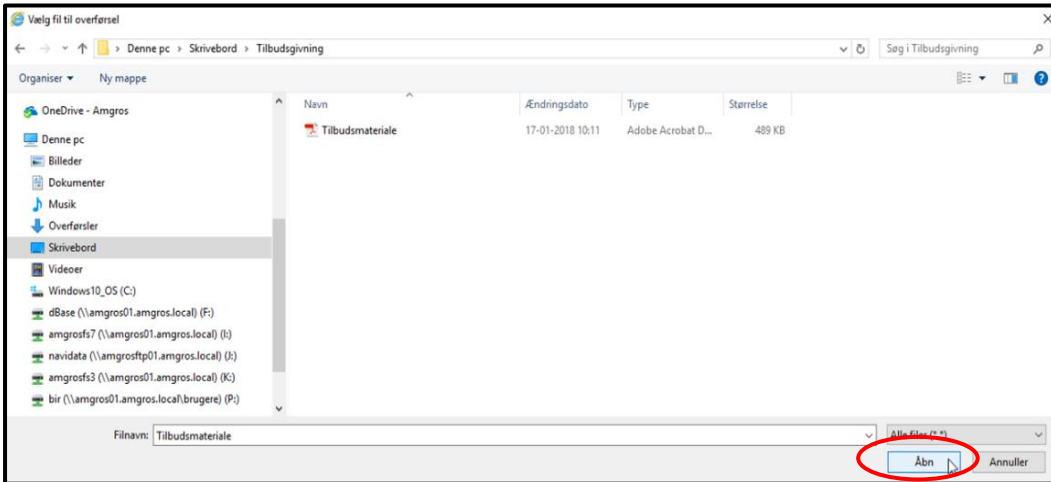 Vælg fil til overførsel
Denne pc > Skrivebord > Tilbudsgivning
Søg i Tilbudsgivning
Organiser
Ny mappe
Navn Ændringsdato Type Størrelse
Tilbudsmateriale 17-01-2018 10:11 Adobe Acrobat D... 489 KB
OneDrive - Amgros
Denne pc
Billeder
Dokumenter
Musik
Overførsler
Skrivebord
Videoer
Windows10_OS (C:)
dBase (\\amgros01.amgros.local) (F:)
amgrosfs7 (\\amgros01.amgros.local) (I:)
navidata (\\amgrosftp01.amgros.local) (J:)
amgrosfs3 (\\amgros01.amgros.local) (K:)
bir (\\amgros01.amgros.local\brugere) (P:)
Filnavn: Tilbudsmateriale
Alle filer (*.*)
Åbn
Annuller